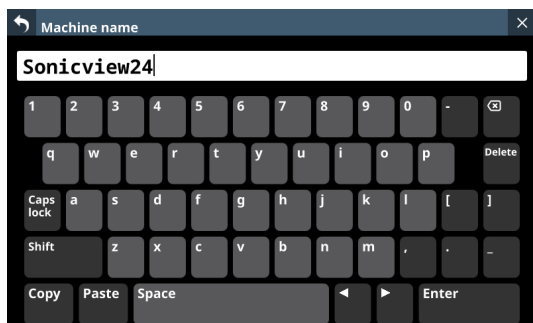 Machine name
Sonicview24
1 2 3 4 5 6 7 8 9 0 -
q w e r t y u i o p Delete
Caps lock a s d f g h j k l [ ]
Shift z x c v b n m , . _
Copy Paste Space ◀ ▶ Enter